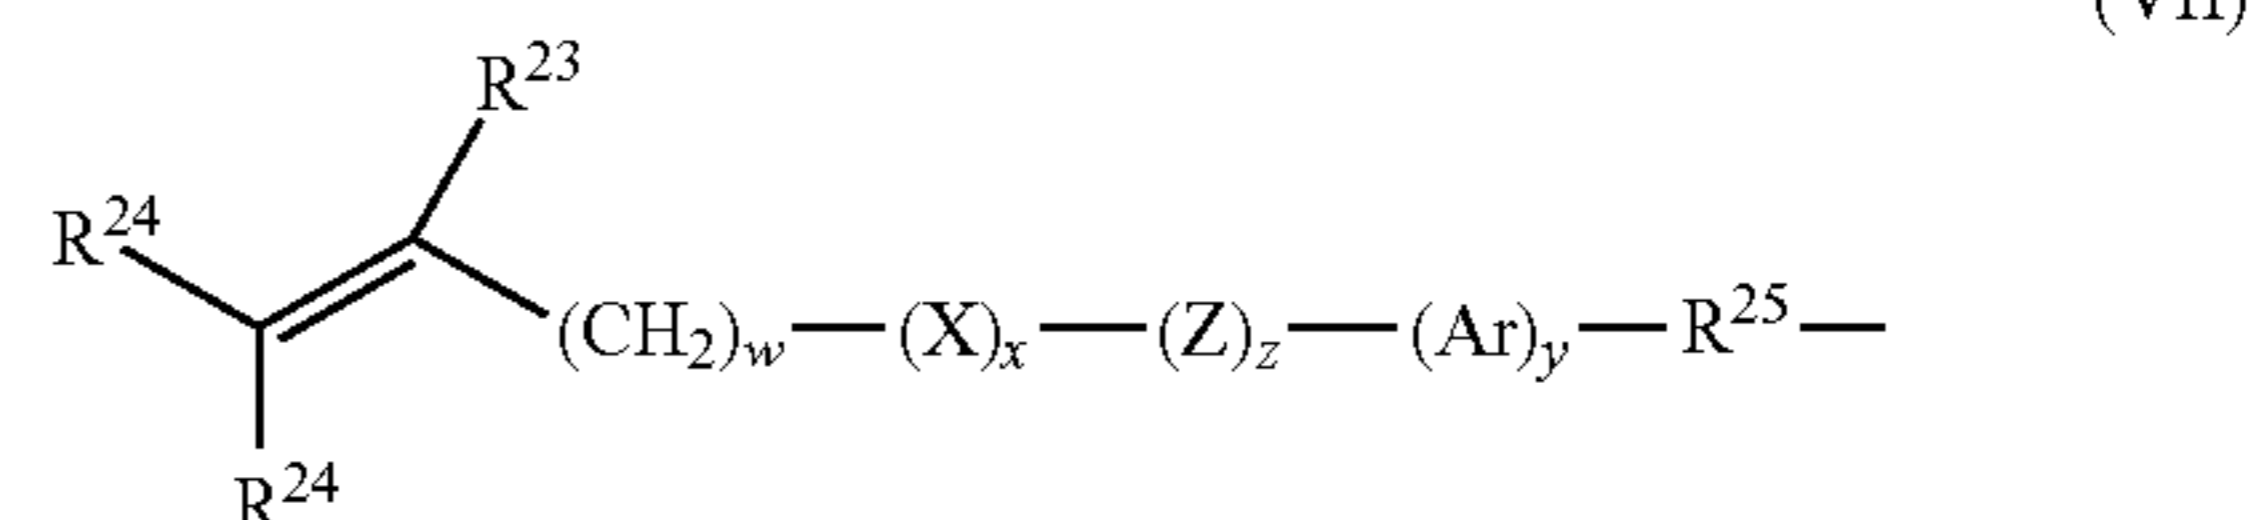 (VII)
R²³
R²⁴
(CH₂)w—(X)ₓ—(Z)z—(Ar)y—R²⁵—
R²⁴